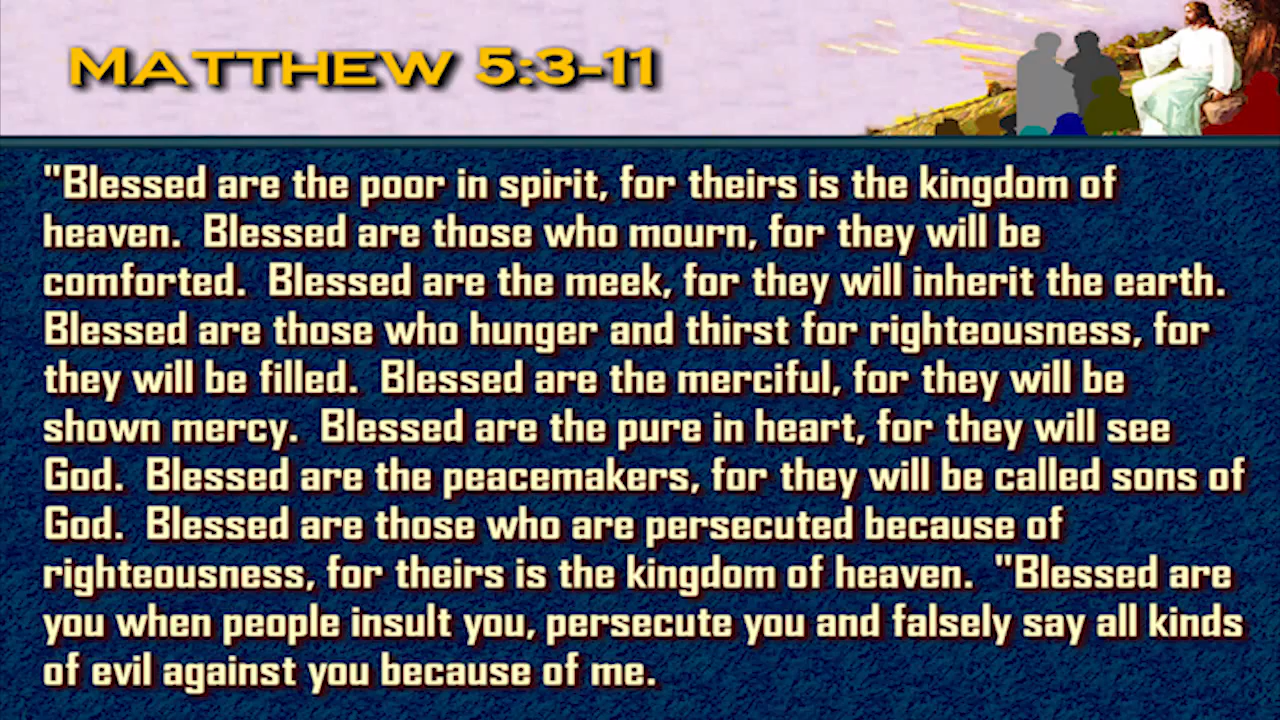 MATTHEW 5:3-11
"Blessed are the poor in spirit, for theirs is the kingdom of
heaven.  Blessed are those who mourn, for they will be
comforted.  Blessed are the meek, for they will inherit the earth.
Blessed are those who hunger and thirst for righteousness, for
they will be filled.  Blessed are the merciful, for they will be
shown mercy.  Blessed are the pure in heart, for they will see
God.  Blessed are the peacemakers, for they will be called sons of
God.  Blessed are those who are persecuted because of
righteousness, for theirs is the kingdom of heaven.  "Blessed are
you when people insult you, persecute you and falsely say all kinds
of evil against you because of me.